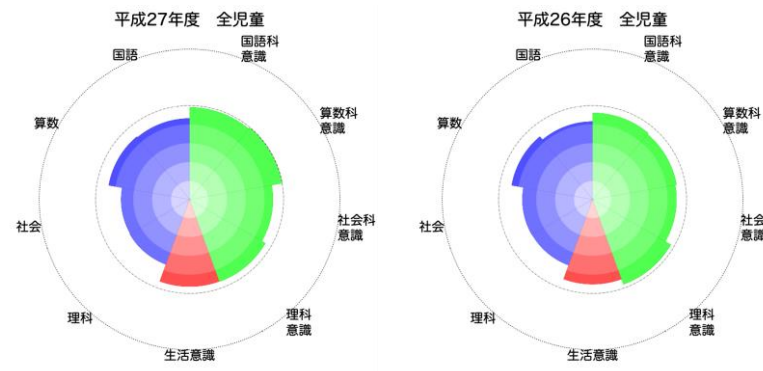 平成27年度　全児童
国語
国語科
意識
算数
算数科
意識
社会
社会科
意識
理科
理科
意識
生活意識
平成26年度　全児童
国語
国語科
意識
算数
算数科
意識
社会
社会科
意識
理科
理科
意識
生活意識